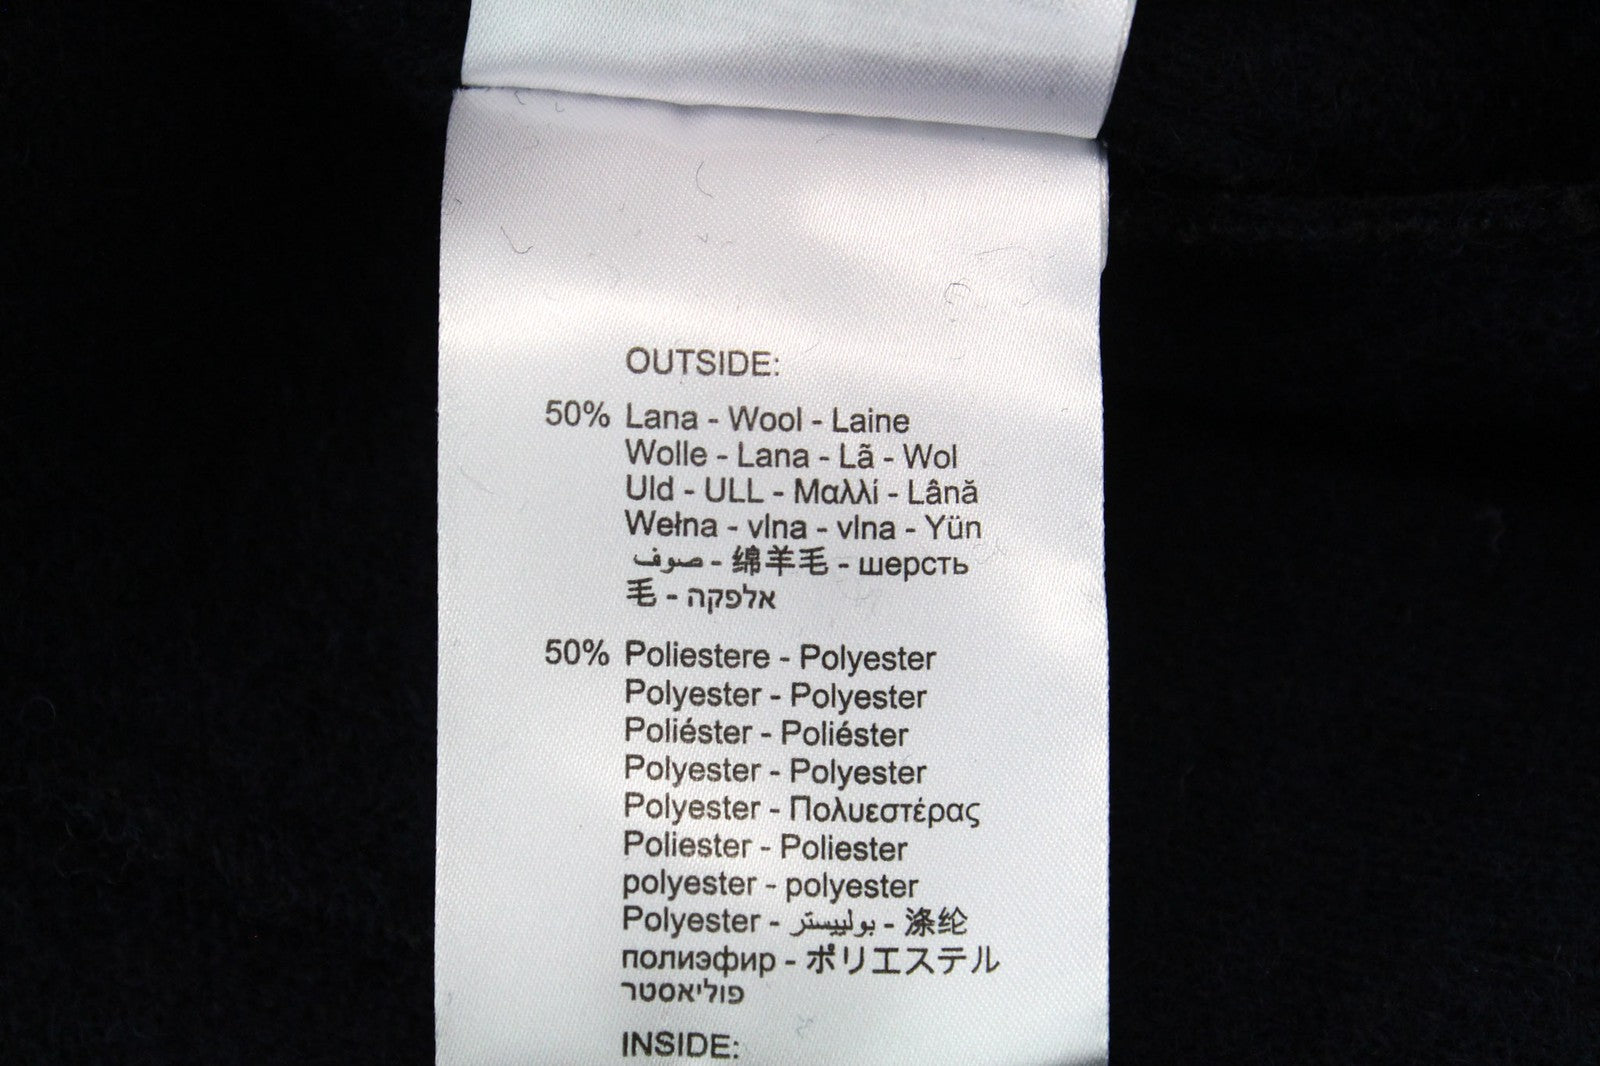 OUTSIDE:
50% Lana - Wool - Laine
Wolle - Lana - Lã - Wol
Uld - ULL - Μαλλί - Lână
Wełna - vlna - vlna - Yün
صوف - 绵羊毛 - шерсть
毛 - אלפקה
50% Poliestere - Polyester
Polyester - Polyester
Poliéster - Poliéster
Polyester - Polyester
Polyester - Πολυεστέρας
Poliester - Poliester
polyester - polyester
Polyester - بوليستر - 涤纶
полиэфир - ポリエステル
פוליאסטר
INSIDE: